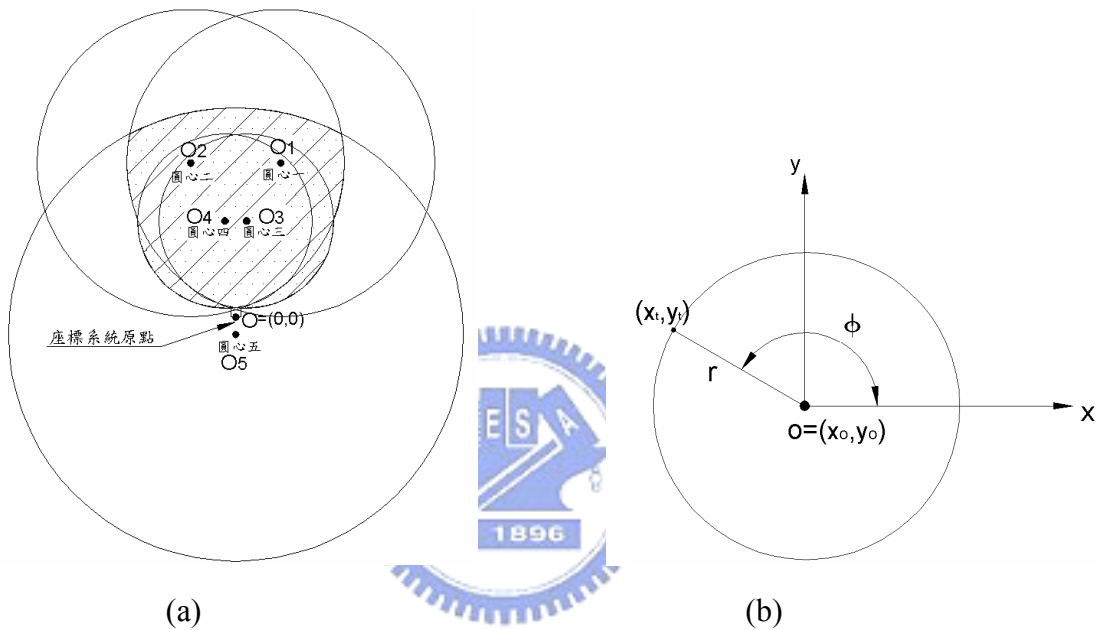 O2
圓心二
O1
圓心一
O4
圓心四
O3
圓心三
O=(0,0)
座標系統原點
圓心五
O5
y
(xt,yt)
ϕ
r
o=(xo,yo)
x
ES
A
1896
(a)
(b)